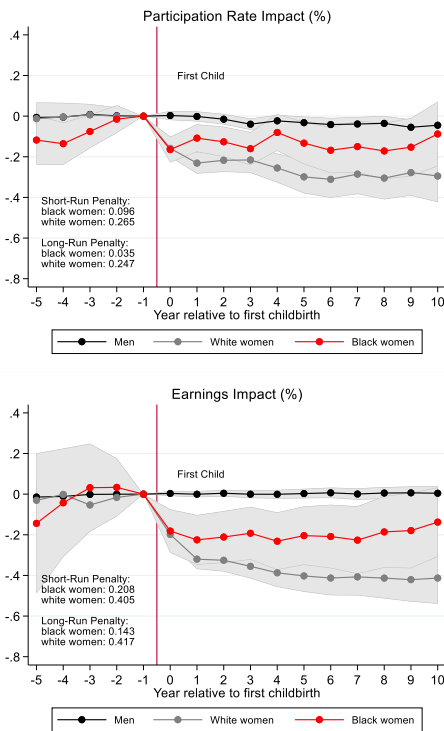 Participation Rate Impact (%)
.4
.2
0
-.2
-.4
-.6
-.8
First Child
Short-Run Penalty:
black women: 0.096
white women: 0.265
Long-Run Penalty:
black women: 0.035
white women: 0.247
-5 -4 -3 -2 -1 0 1 2 3 4 5 6 7 8 9 10
Year relative to first childbirth
Men White women Black women
Earnings Impact (%)
.4
.2
0
-.2
-.4
-.6
-.8
First Child
Short-Run Penalty:
black women: 0.208
white women: 0.405
Long-Run Penalty:
black women: 0.143
white women: 0.417
-5 -4 -3 -2 -1 0 1 2 3 4 5 6 7 8 9 10
Year relative to first childbirth
Men White women Black women